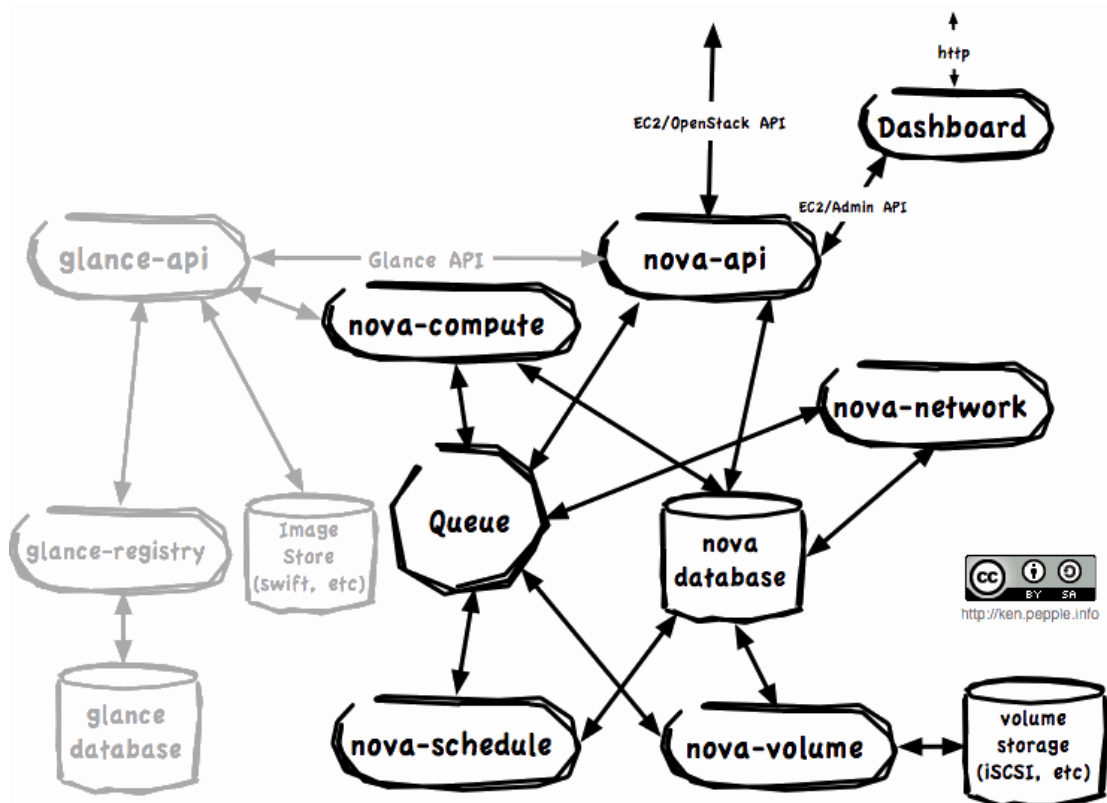 http
EC2/OpenStack API
Dashboard
EC2/Admin API
glance-api
Glance API
nova-api
nova-compute
nova-network
Queue
glance-registry
Image
Store
(swift, etc)
nova
database
cc
BY SA
http://ken.pepple.info
glance
database
nova-schedule
nova-volume
volume
storage
(iSCSI, etc)